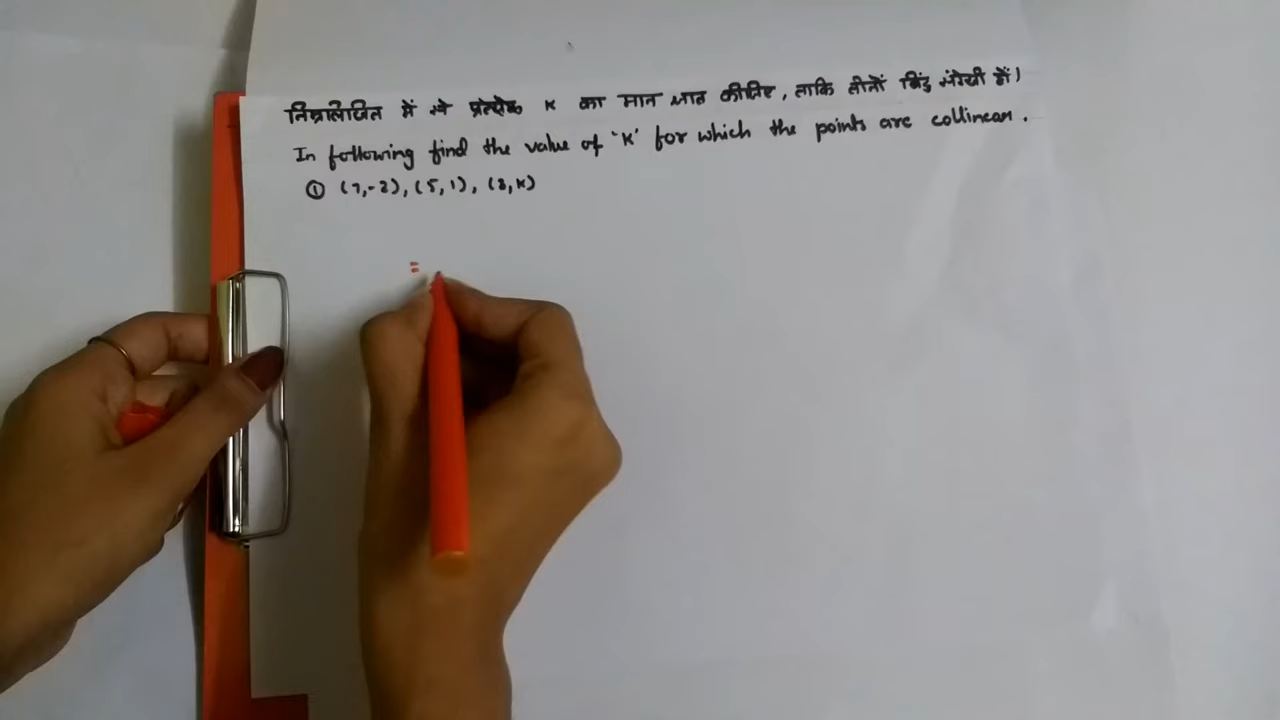 निम्नलिखित में से प्रत्येक K का मान ज्ञात कीजिए, ताकि तीनों बिंदु संरेखी हों।
In following find the value of 'K' for which the points are collinear.
① (7,-2), (5,1), (3,K)
=